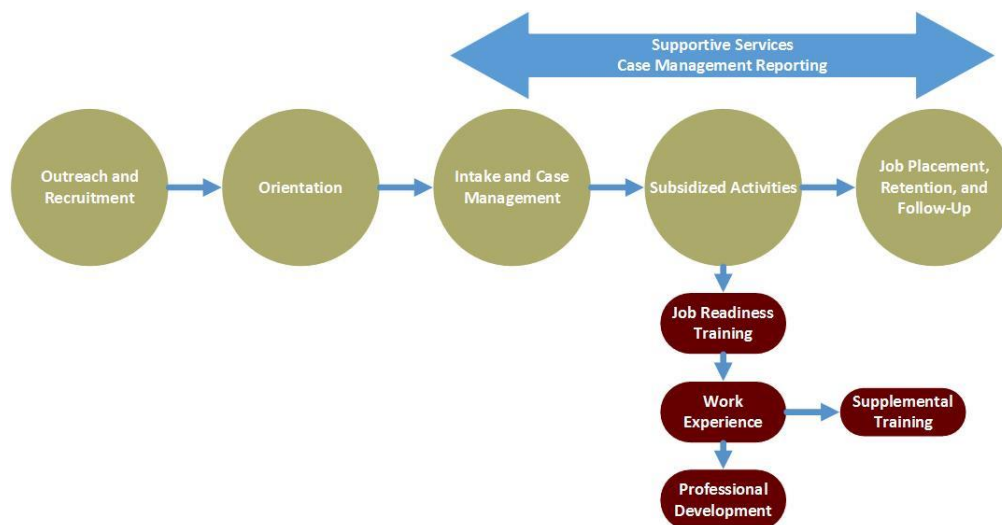 Supportive Services
Case Management Reporting
Outreach and
Recruitment
Orientation
Intake and Case
Management
Subsidized Activities
Job Placement,
Retention, and
Follow-Up
Job Readiness
Training
Work
Experience
Supplemental
Training
Professional
Development